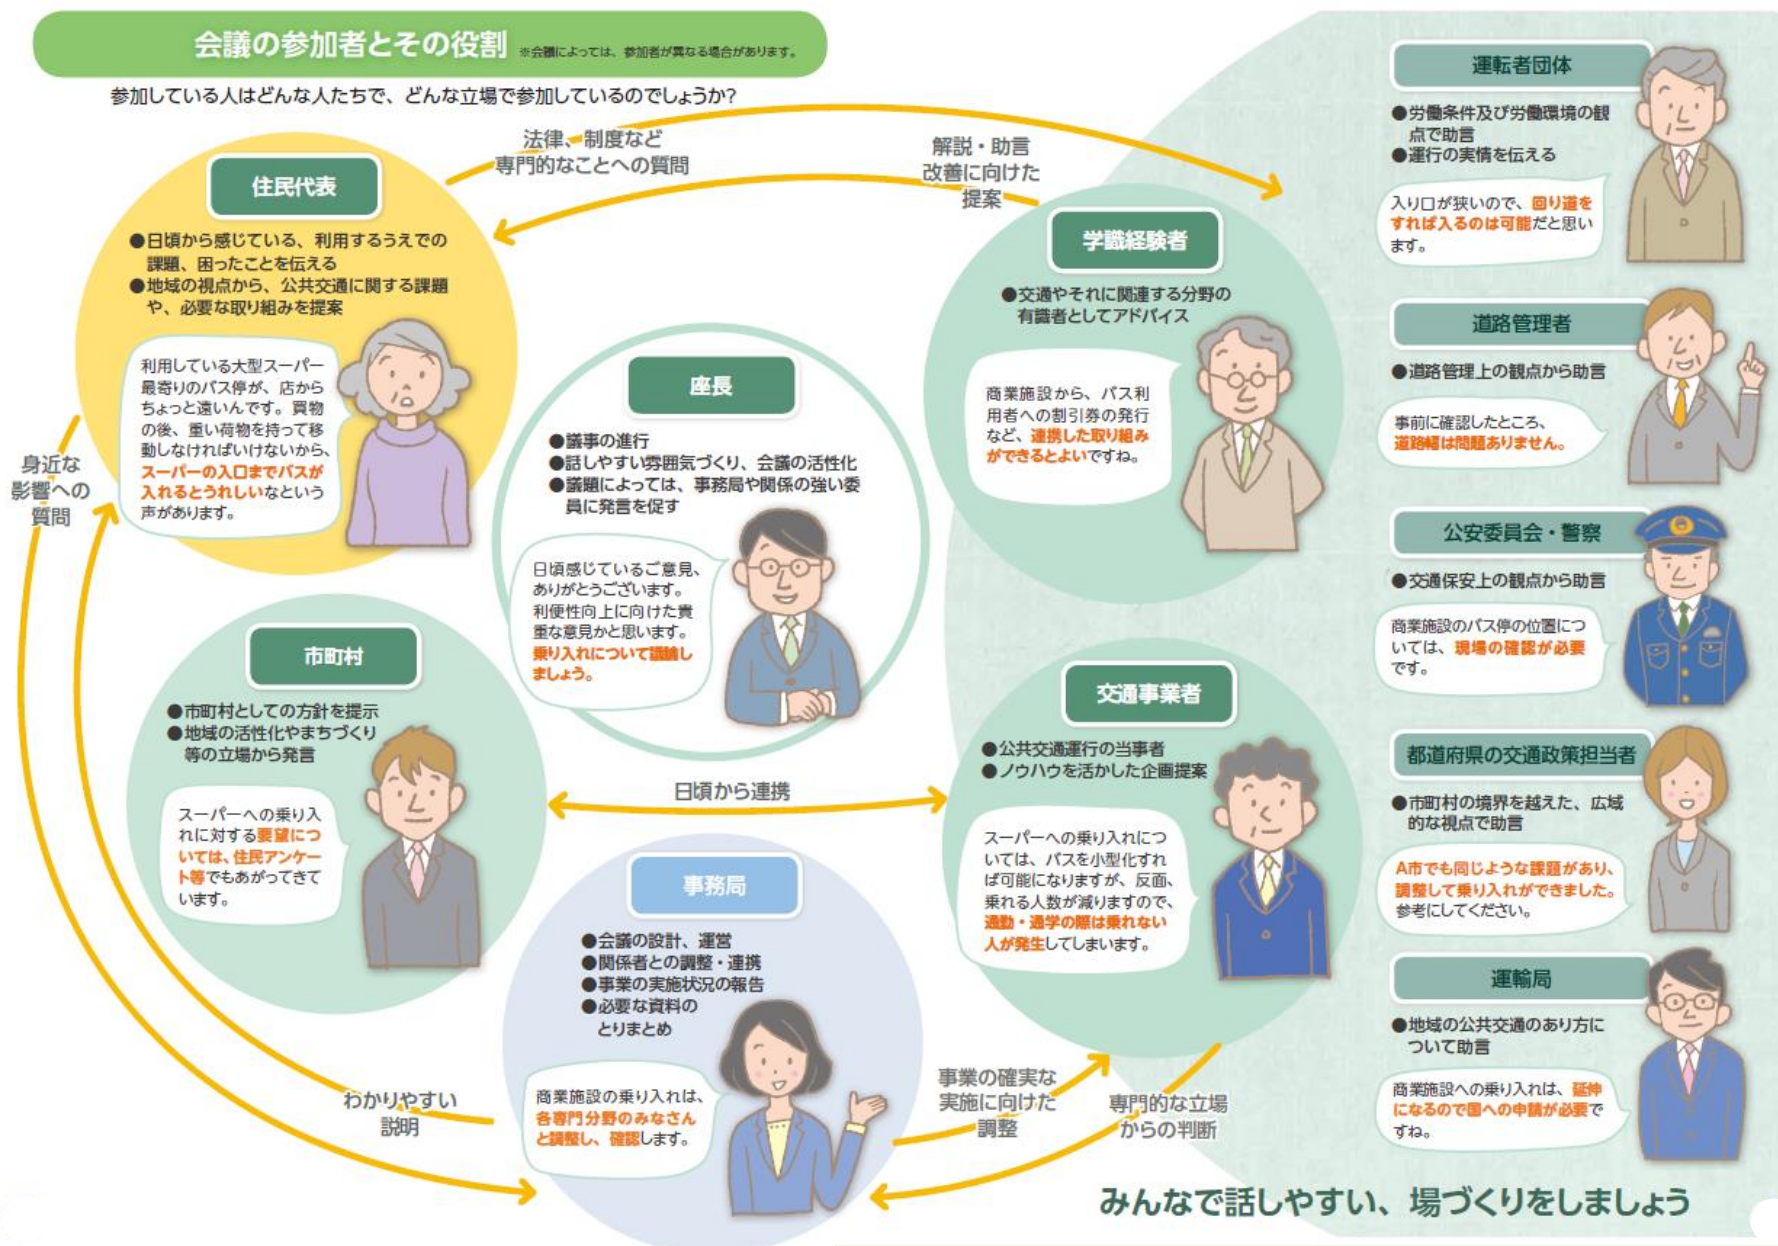 会議の参加者とその役割 ※会議によっては、参加者が異なる場合があります。
参加している人はどんな人たちで、どんな立場で参加しているのでしょうか?
法律、制度など
専門的なことへの質問
解説・助言
改善に向けた
提案
住民代表
●日頃から感じている、利用するうえでの
課題、困ったことを伝える
●地域の視点から、公共交通に関する課題
や、必要な取り組みを提案
利用している大型スーパー
最寄りのバス停が、店から
ちょっと遠いんです。買物
の後、重い荷物を持って移
動しなければいけないから、
スーパーの入口までバスが
入れるとうれしいなという
声があります。
身近な
影響への
質問
座長
●議事の進行
●話しやすい雰囲気づくり、会議の活性化
●議題によっては、事務局や関係の強い委
員に発言を促す
日頃感じているご意見、
ありがとうございます。
利便性向上に向けた貴
重な意見かと思います。
乗り入れについて議論し
ましょう。
学識経験者
●交通やそれに関連する分野の
有識者としてアドバイス
商業施設から、バス利
用者への割引券の発行
など、連携した取り組み
ができるとよいですね。
市町村
●市町村としての方針を提示
●地域の活性化やまちづくり
等の立場から発言
スーパーへの乗り入
れに対する要望につ
いては、住民アンケー
ト等でもあがってきて
います。
日頃から連携
交通事業者
●公共交通運行の当事者
●ノウハウを活かした企画提案
スーパーへの乗り入れにつ
いては、バスを小型化すれ
ば可能になりますが、反面、
乗れる人数が減りますので、
通勤・通学の際は乗れない
人が発生してしまいます。
事務局
●会議の設計、運営
●関係者との調整・連携
●事業の実施状況の報告
●必要な資料の
とりまとめ
商業施設の乗り入れは、
各専門分野のみなさん
と調整し、確認します。
わかりやすい
説明
事業の確実な
実施に向けた
調整
専門的な立場
からの判断
運転者団体
●労働条件及び労働環境の観
点で助言
●運行の実情を伝える
入り口が狭いので、回り道を
すれば入るのは可能だと思い
ます。
道路管理者
●道路管理上の観点から助言
事前に確認したところ、
道路幅は問題ありません。
公安委員会・警察
●交通保安上の観点から助言
商業施設のバス停の位置につ
いては、現場の確認が必要
です。
都道府県の交通政策担当者
●市町村の境界を越えた、広域
的な視点で助言
A市でも同じような課題があり、
調整して乗り入れができました。
参考にしてください。
運輸局
●地域の公共交通のあり方に
ついて助言
商業施設への乗り入れは、延伸
になるので国への申請が必要で
すね。
みんなで話しやすい、場づくりをしましょう